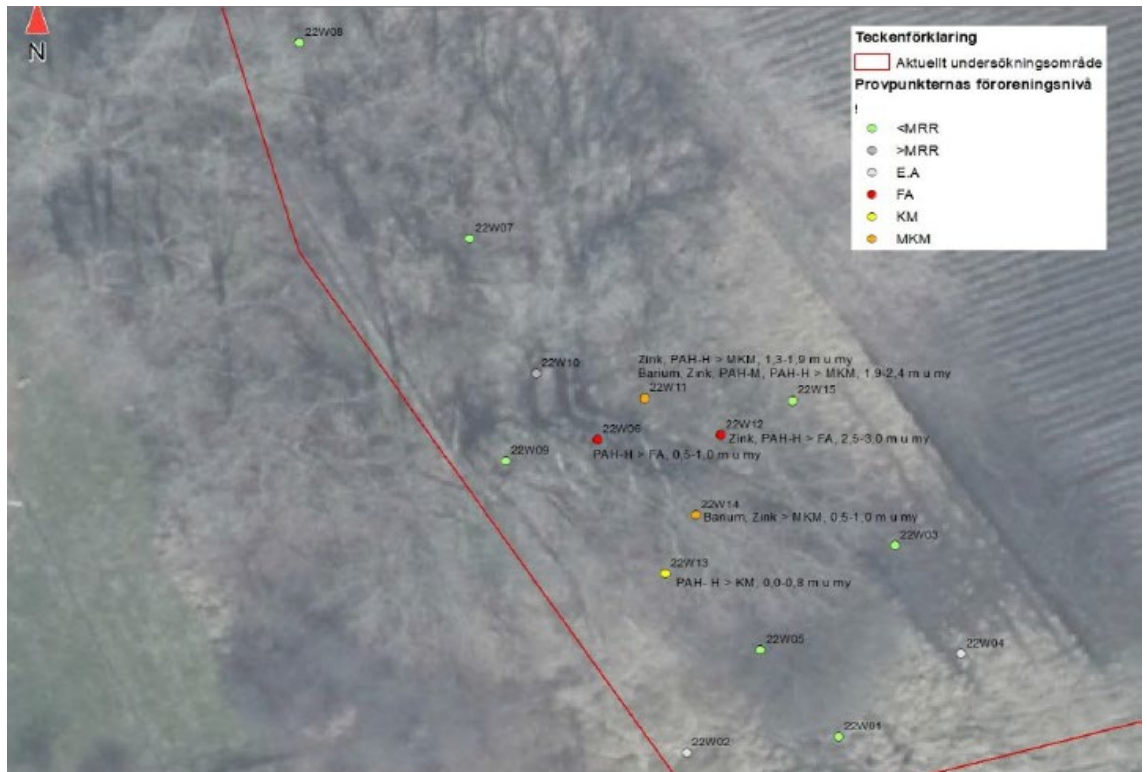 N
22W08
Teckenförklaring
Aktuellt undersökningsområde
Provpunkternas föroreningsnivå
!
<MRR
>MRR
E.A
FA
KM
MKM
22W07
Zink, PAH-H > MKM, 1,3-1,9 m u my
Barium, Zink, PAH-M, PAH-H > MKM, 1,9-2,4 m u my
22W10
22W11
22W15
22W06
22W12
Zink, PAH-H > FA, 2,5-3,0 m u my
PAH-H > FA, 0,5-1,0 m u my
22W09
22W14
Barium, Zink > MKM, 0,5-1,0 m u my
22W03
22W13
PAH- H > KM, 0,0-0,8 m u my
22W05
22W04
22W01
22W02